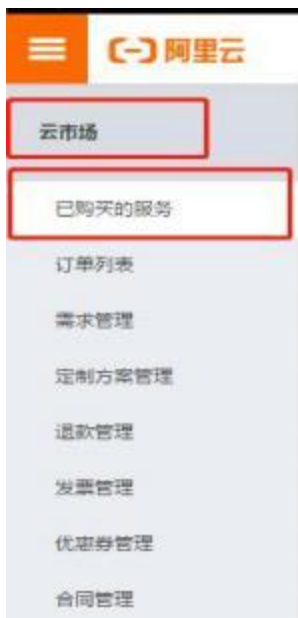 阿里云
云市场
已购买的服务
订单列表
需求管理
定制方案管理
退款管理
发票管理
优惠券管理
合同管理